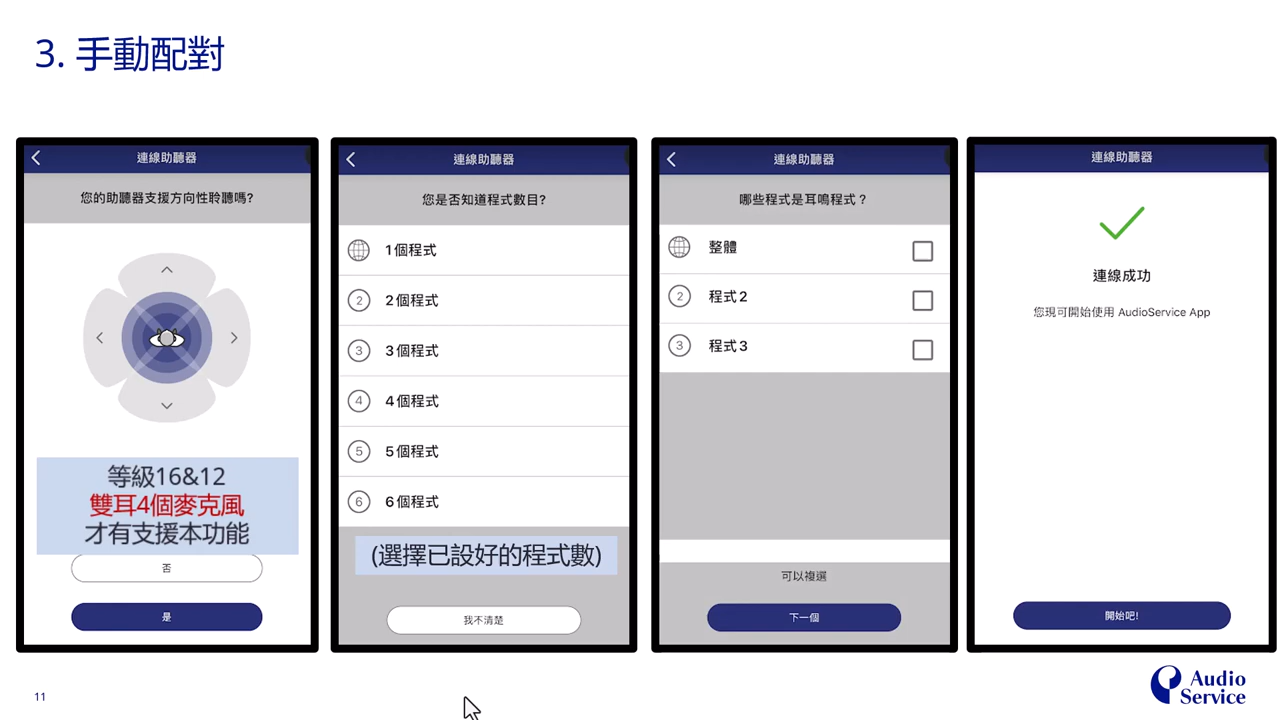 3. 手動配對
連線助聽器
您的助聽器支援方向性聆聽嗎?
等級16&12
雙耳4個麥克風
才有支援本功能
否
是
連線助聽器
您是否知道程式數目?
1個程式
2 2個程式
3 3個程式
4 4個程式
5 5個程式
6 6個程式
(選擇已設好的程式數)
我不清楚
連線助聽器
哪些程式是耳鳴程式？
整體
2 程式2
3 程式3
可以複選
下一個
連線助聽器
連線成功
您現可開始使用 AudioService App
開始吧!
11
Audio
Service